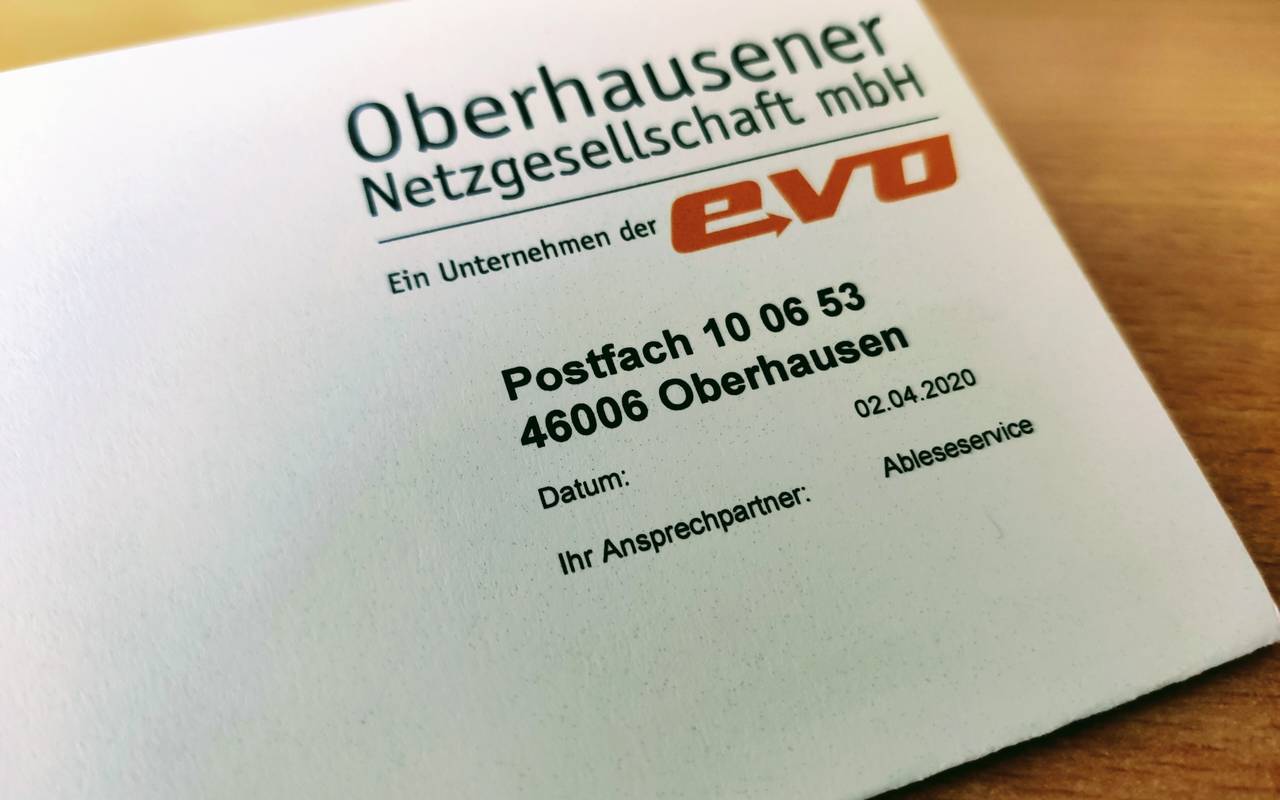 Oberhausener
Netzgesellschaft mbH
Ein Unternehmen der evo
Postfach 10 06 53
46006 Oberhausen
Datum: 02.04.2020
Ihr Ansprechpartner: Ableseservice